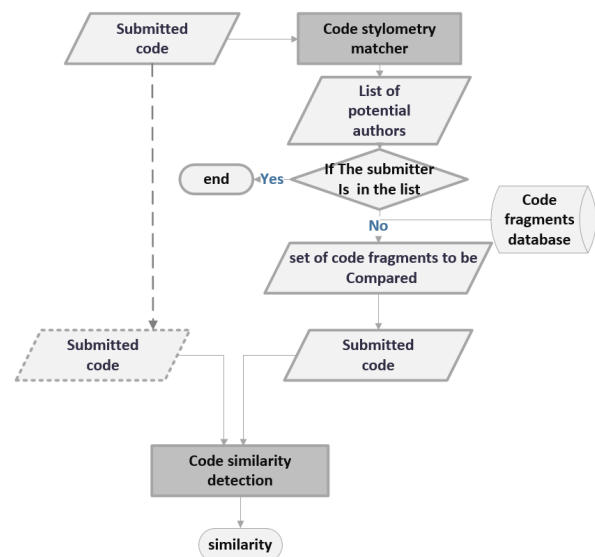 Submitted
code
Code stylometry
matcher
List of
potential
authors
If The submitter
Is in the list
Yes
end
No
Code
fragments
database
set of code fragments to be
Compared
Submitted
code
Submitted
code
Code similarity
detection
similarity